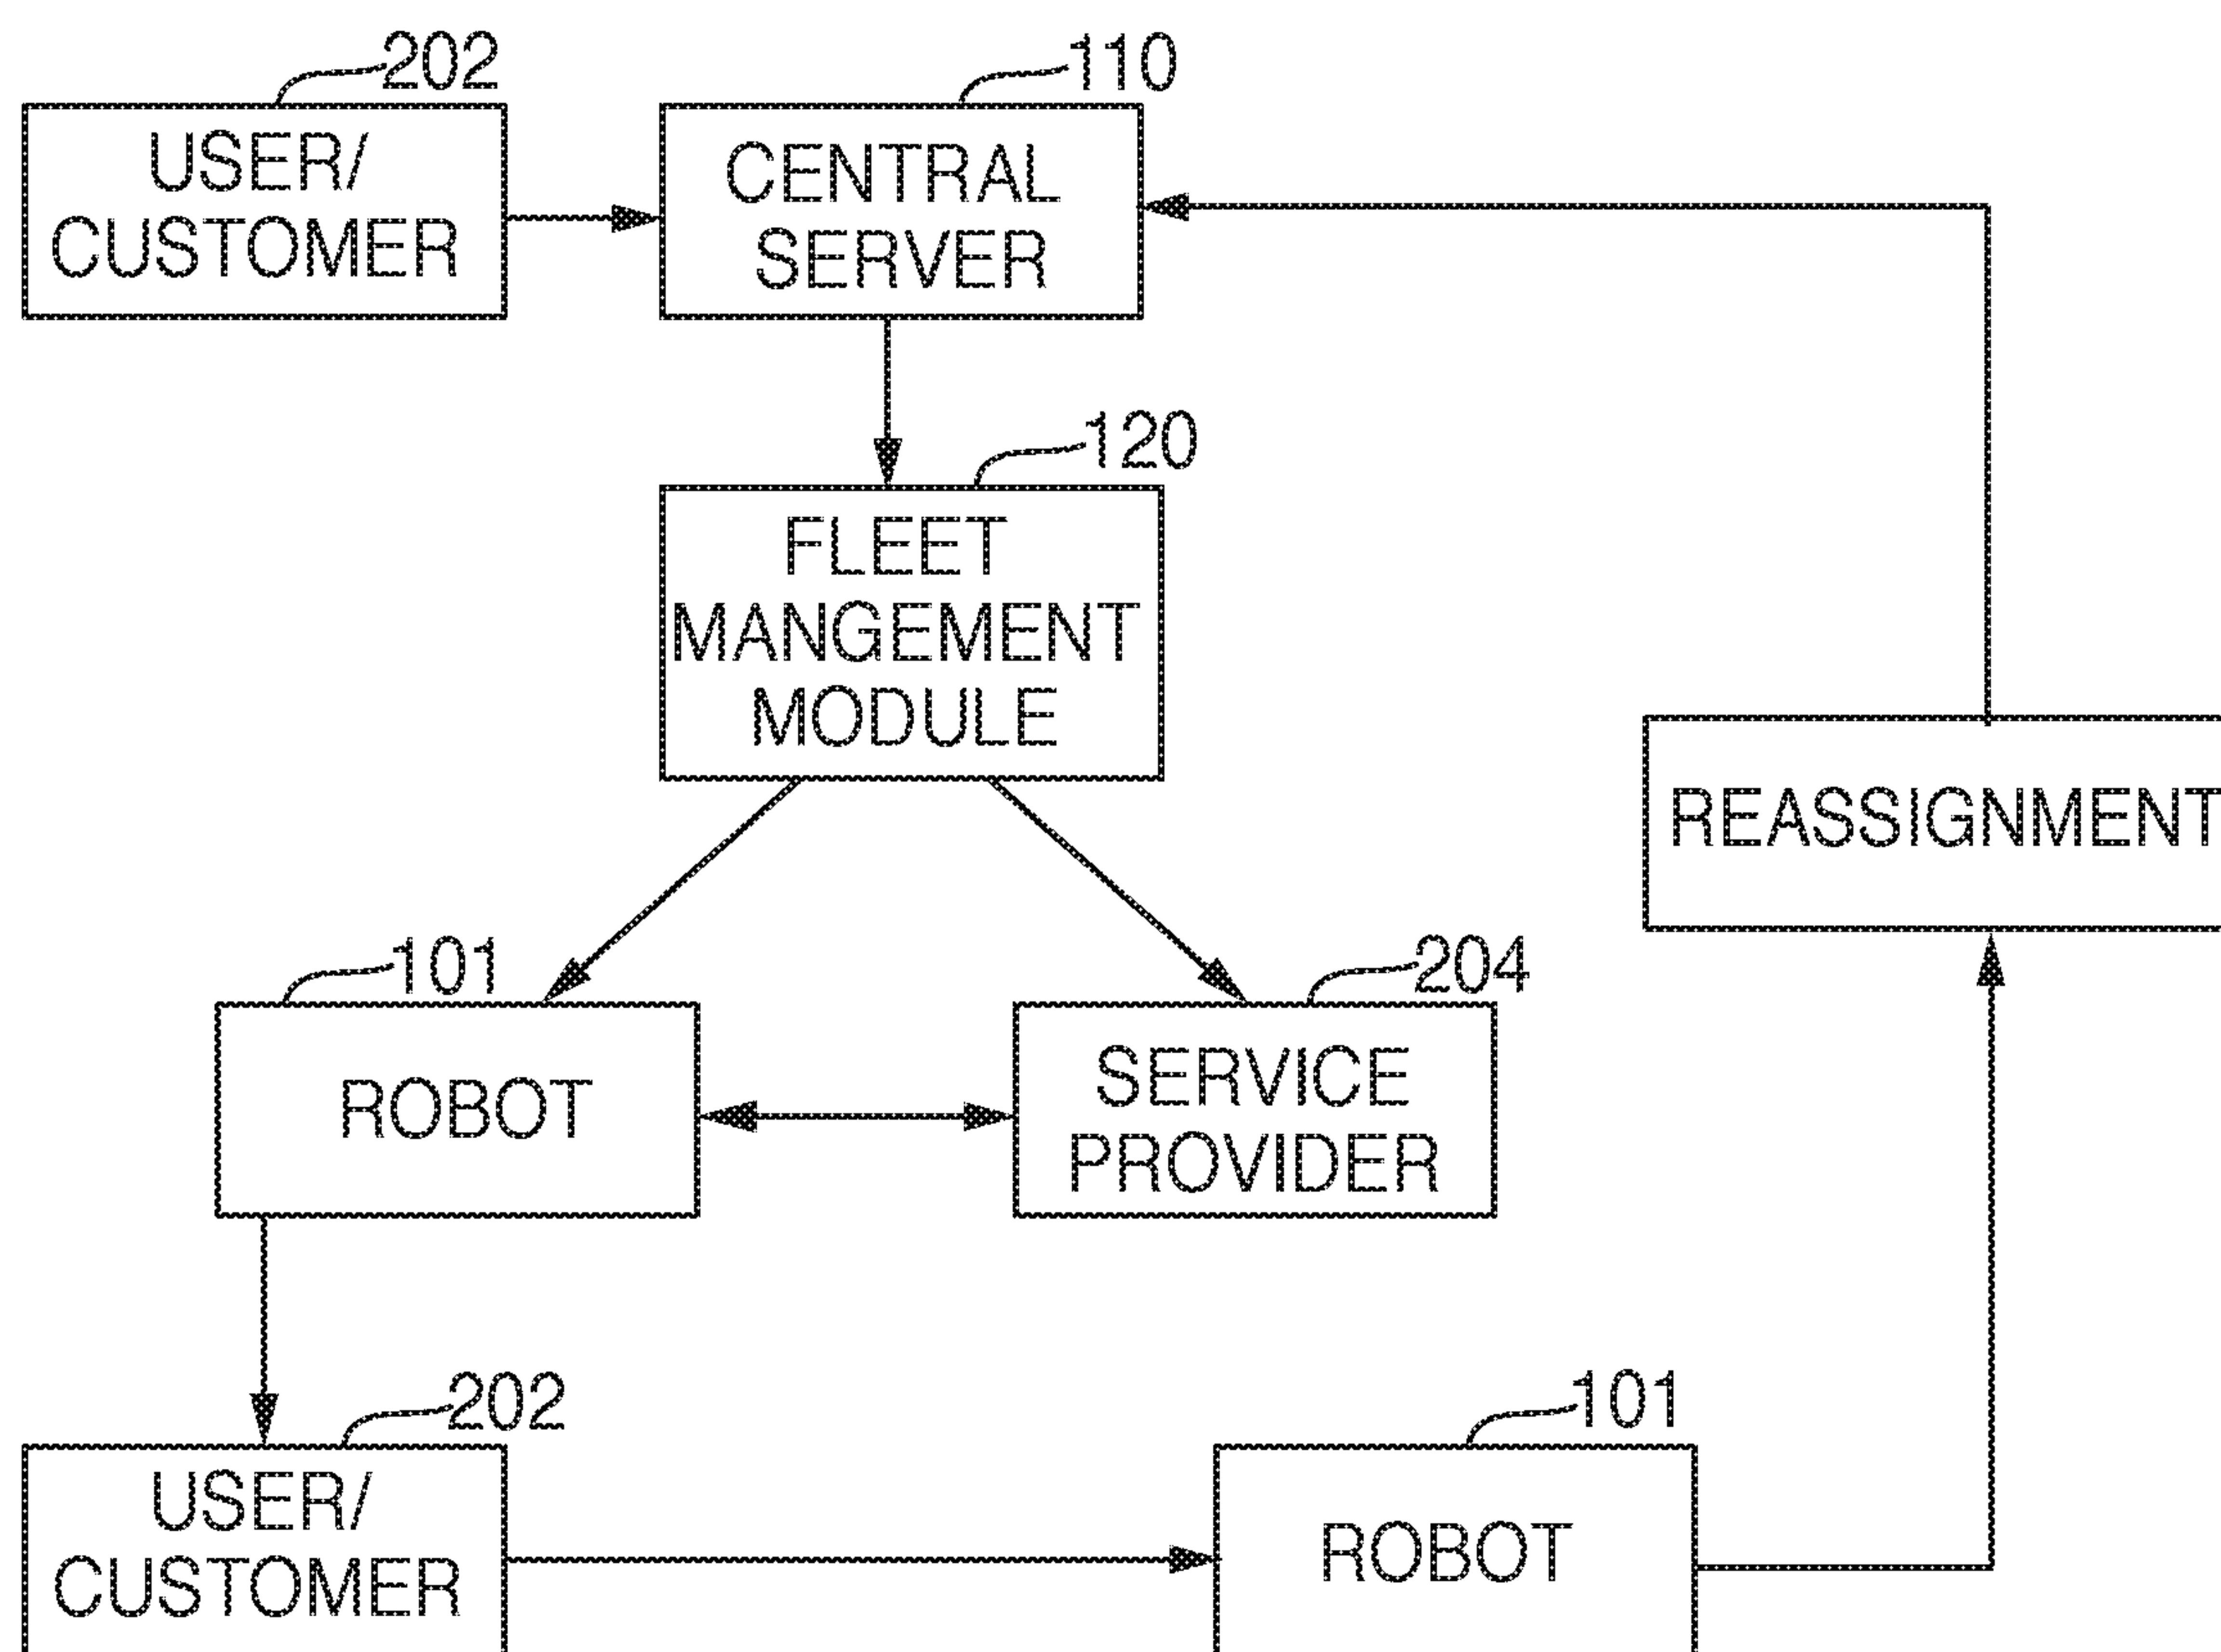 202
USER/
CUSTOMER
110
CENTRAL
SERVER
120
FLEET
MANGEMENT
MODULE
REASSIGNMENT
101
ROBOT
204
SERVICE
PROVIDER
202
USER/
CUSTOMER
101
ROBOT